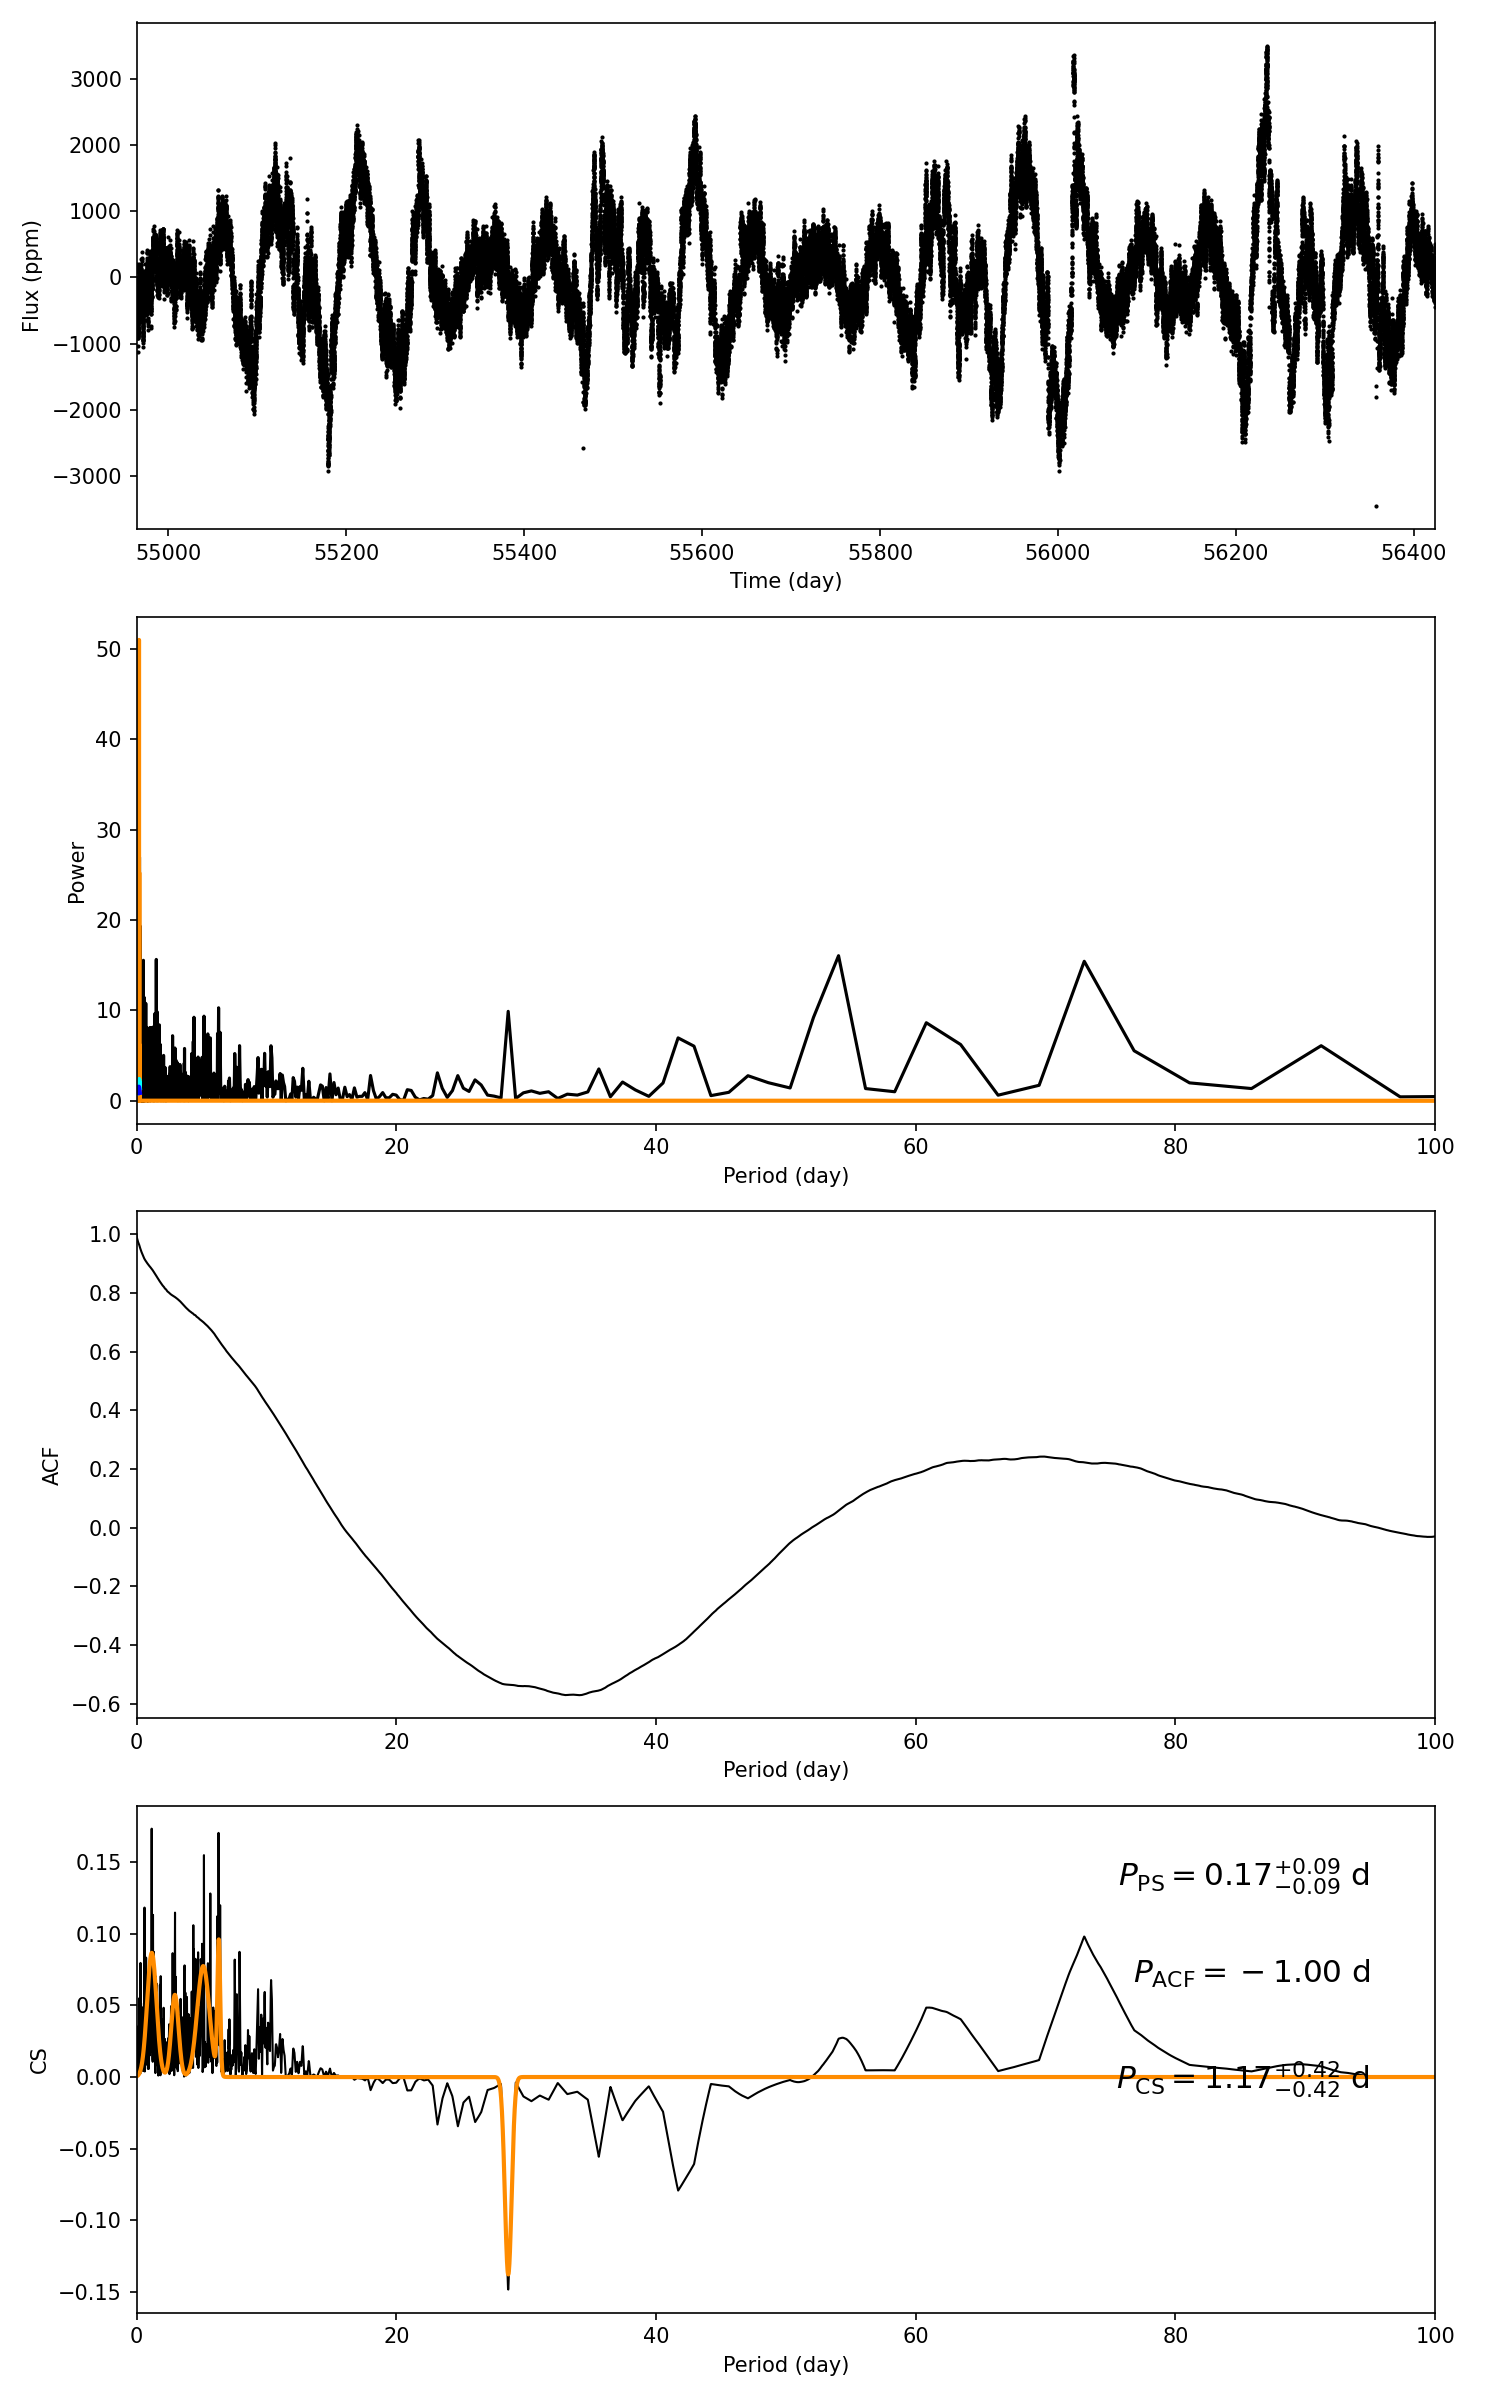 3000
2000
1000
0
−1000
−2000
−3000
Flux (ppm)
55000 55200 55400 55600 55800 56000 56200 56400
Time (day)
50
40
30
20
10
0
Power
0 20 40 60 80 100
Period (day)
1.0
0.8
0.6
0.4
0.2
0.0
−0.2
−0.4
−0.6
ACF
0 20 40 60 80 100
Period (day)
0.15
0.10
0.05
0.00
−0.05
−0.10
−0.15
CS
P_PS = 0.17 +0.09 −0.09 d
P_ACF = −1.00 d
P_CS = 1.17 +0.42 −0.42 d
0 20 40 60 80 100
Period (day)